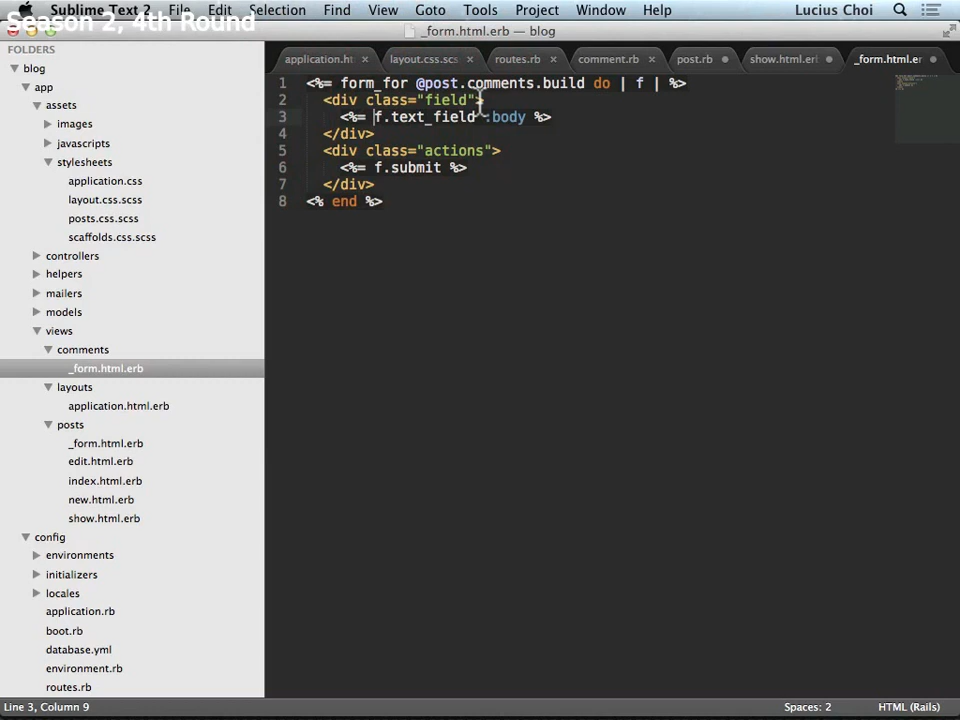 Sublime Text 2 File Edit Selection Find View Goto Tools Project Window Help Lucius Choi
Season 2, 4th Round
_form.html.erb — blog
FOLDERS
blog
app
assets
images
javascripts
stylesheets
application.css
layout.css.scss
posts.css.scss
scaffolds.css.scss
controllers
helpers
mailers
models
views
comments
_form.html.erb
layouts
application.html.erb
posts
_form.html.erb
edit.html.erb
index.html.erb
new.html.erb
show.html.erb
config
environments
initializers
locales
application.rb
boot.rb
database.yml
environment.rb
routes.rb
application.ht layout.css.scs routes.rb comment.rb post.rb show.html.erb _form.html.er
1 <%= form_for @post.comments.build do | f | %>
2 <div class="field">
3 <%= f.text_field :body %>
4 </div>
5 <div class="actions">
6 <%= f.submit %>
7 </div>
8 <% end %>
Line 3, Column 9 Spaces: 2 HTML (Rails)